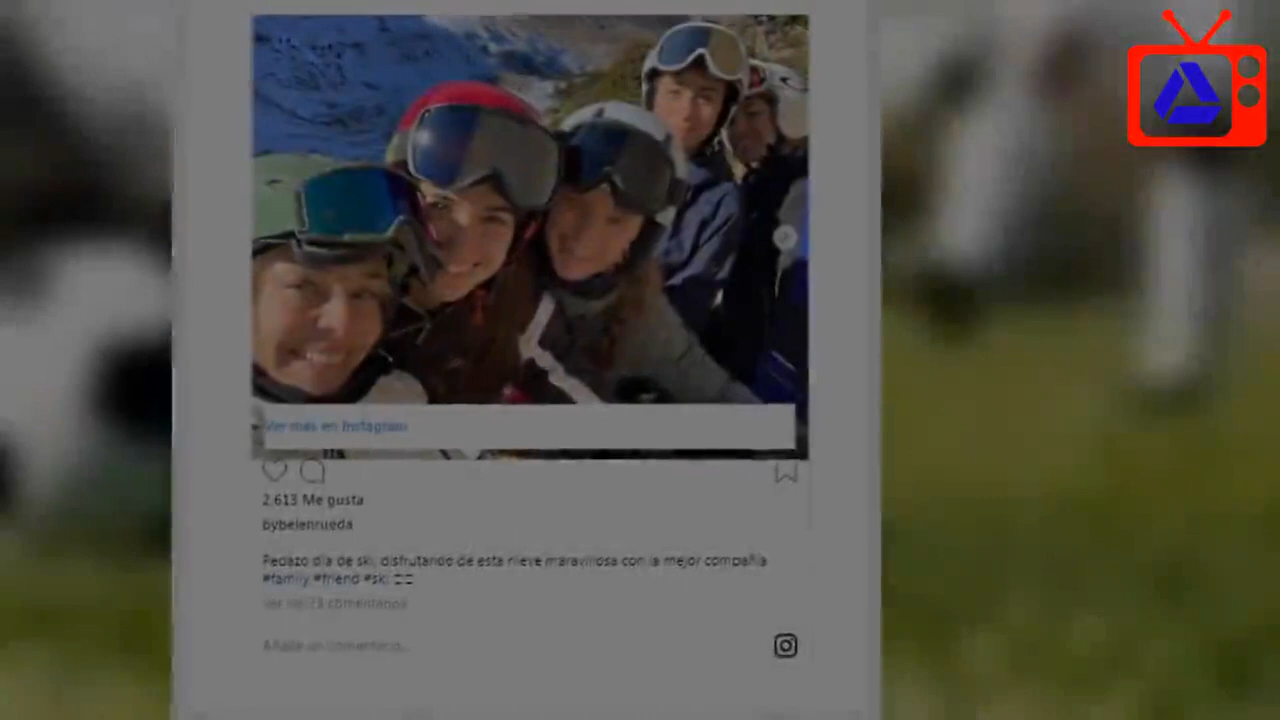 Ver más en Instagram
2.613 Me gusta
bybelenrueda
Pedazo día de ski, disfrutando de esta nieve maravillosa con la mejor compañía
#family #friend #ski
Ver los 23 comentarios
Añade un comentario...